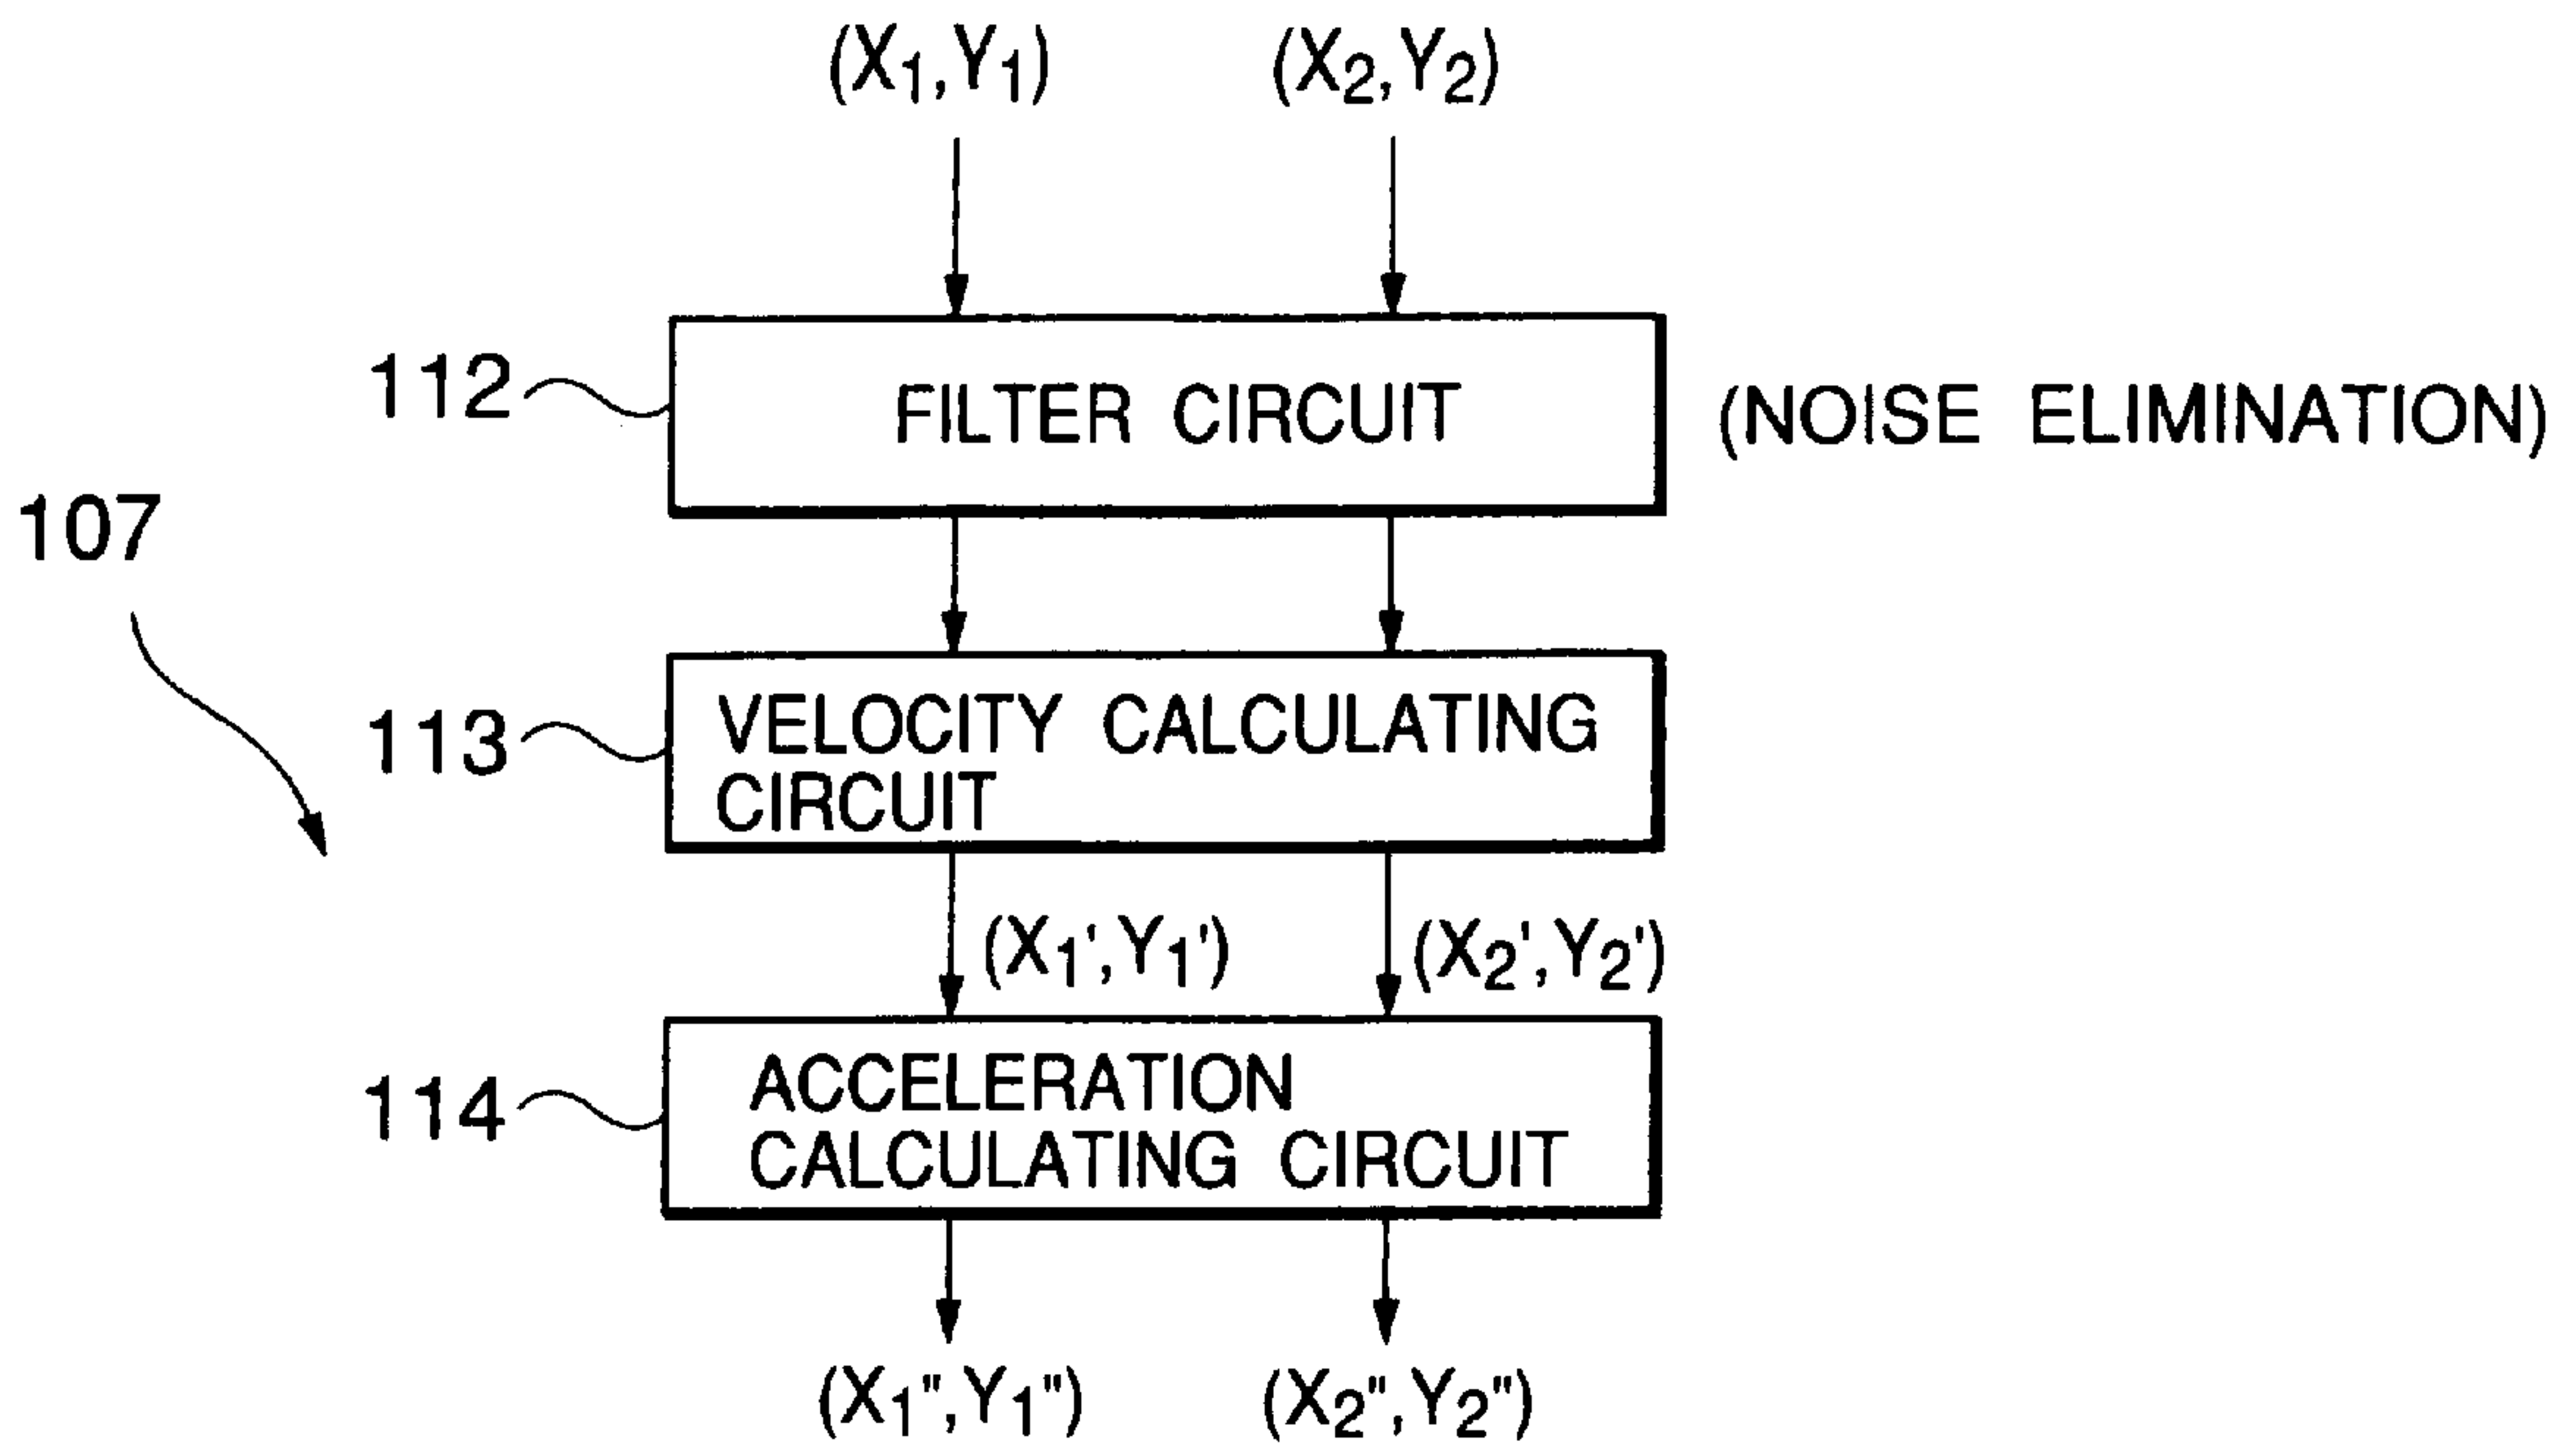 (X1,Y1) (X2,Y2)
112 FILTER CIRCUIT (NOISE ELIMINATION)
107
113 VELOCITY CALCULATING
CIRCUIT
(X1',Y1') (X2',Y2')
114 ACCELERATION
CALCULATING CIRCUIT
(X1",Y1") (X2",Y2")